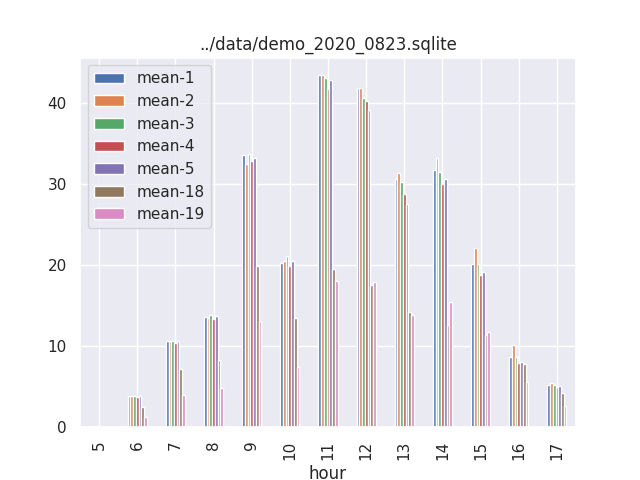 ../data/demo_2020_0823.sqlite
mean-1
mean-2
mean-3
mean-4
mean-5
mean-18
mean-19
40
30
20
10
0
5 6 7 8 9 10 11 12 13 14 15 16 17
hour